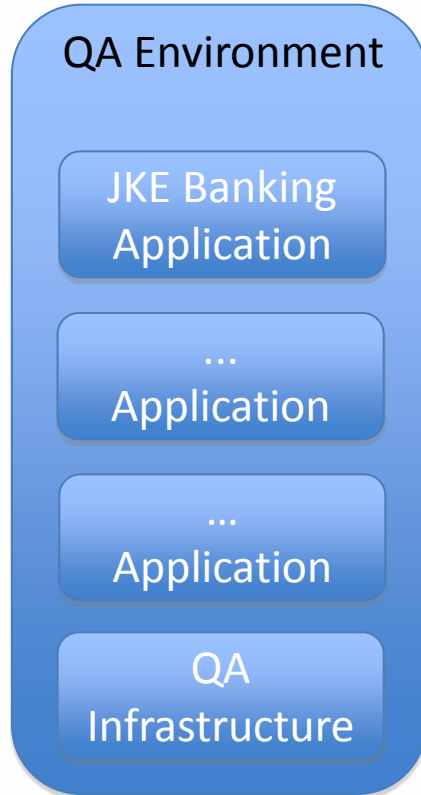 QA Environment
JKE Banking
Application
...
Application
...
Application
QA
Infrastructure